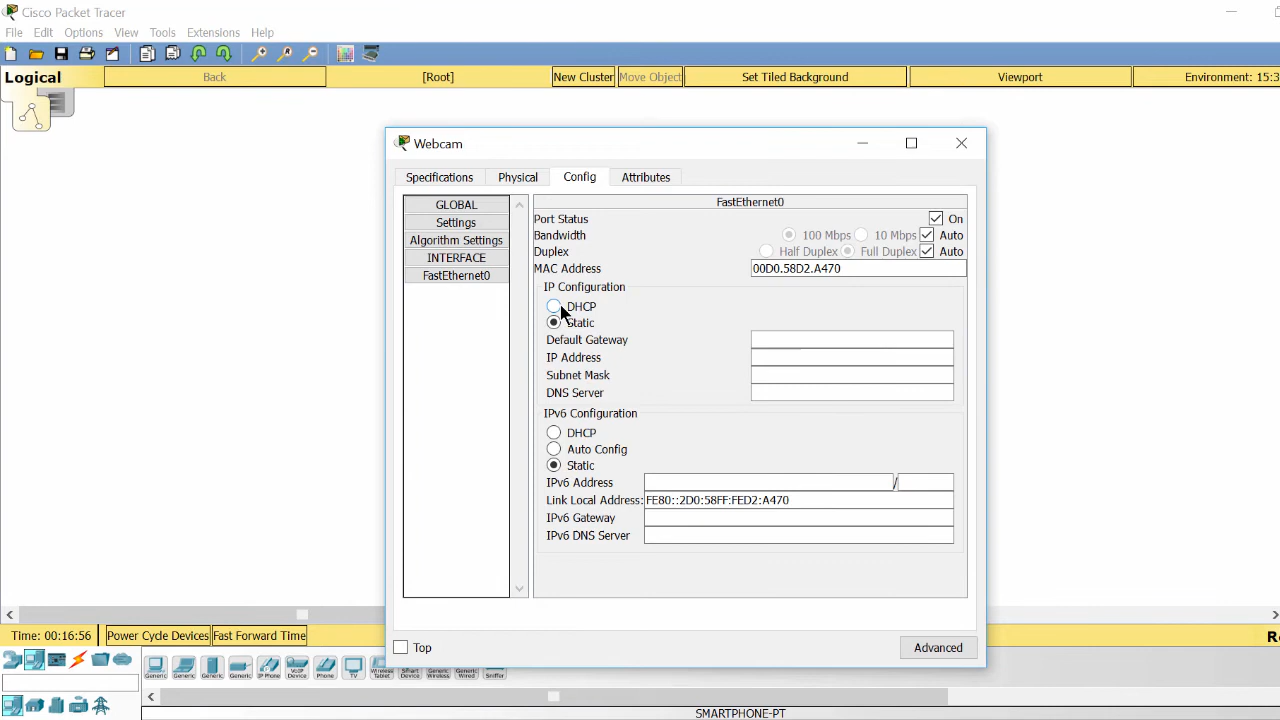 Cisco Packet Tracer
File Edit Options View Tools Extensions Help
Logical Back [Root] New Cluster Move Object Set Tiled Background Viewport Environment: 15:3
Webcam
Specifications Physical Config Attributes
GLOBAL
Settings
Algorithm Settings
INTERFACE
FastEthernet0
FastEthernet0
Port Status On
Bandwidth 100 Mbps 10 Mbps Auto
Duplex Half Duplex Full Duplex Auto
MAC Address 00D0.58D2.A470
IP Configuration
DHCP
Static
Default Gateway
IP Address
Subnet Mask
DNS Server
IPv6 Configuration
DHCP
Auto Config
Static
IPv6 Address /
Link Local Address: FE80::2D0:58FF:FED2:A470
IPv6 Gateway
IPv6 DNS Server
Top Advanced
Time: 00:16:56 Power Cycle Devices Fast Forward Time R
Generic Generic Generic Generic IP Phone VoIP Device Phone TV Wireless Tablet Smart Device Generic Wireless Generic Wired Sniffer
SMARTPHONE-PT